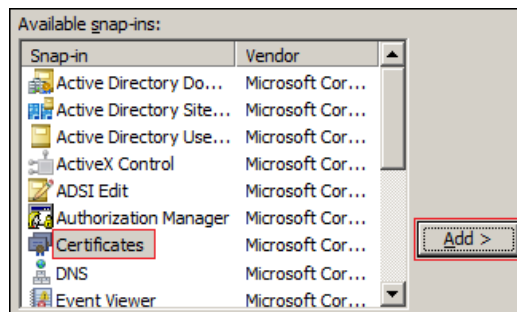 Available snap-ins:
Snap-in Vendor
Active Directory Do... Microsoft Cor...
Active Directory Site... Microsoft Cor...
Active Directory Use... Microsoft Cor...
ActiveX Control Microsoft Cor...
ADSI Edit Microsoft Cor...
Authorization Manager Microsoft Cor...
Certificates Microsoft Cor...
Add >
DNS Microsoft Cor...
Event Viewer Microsoft Cor...